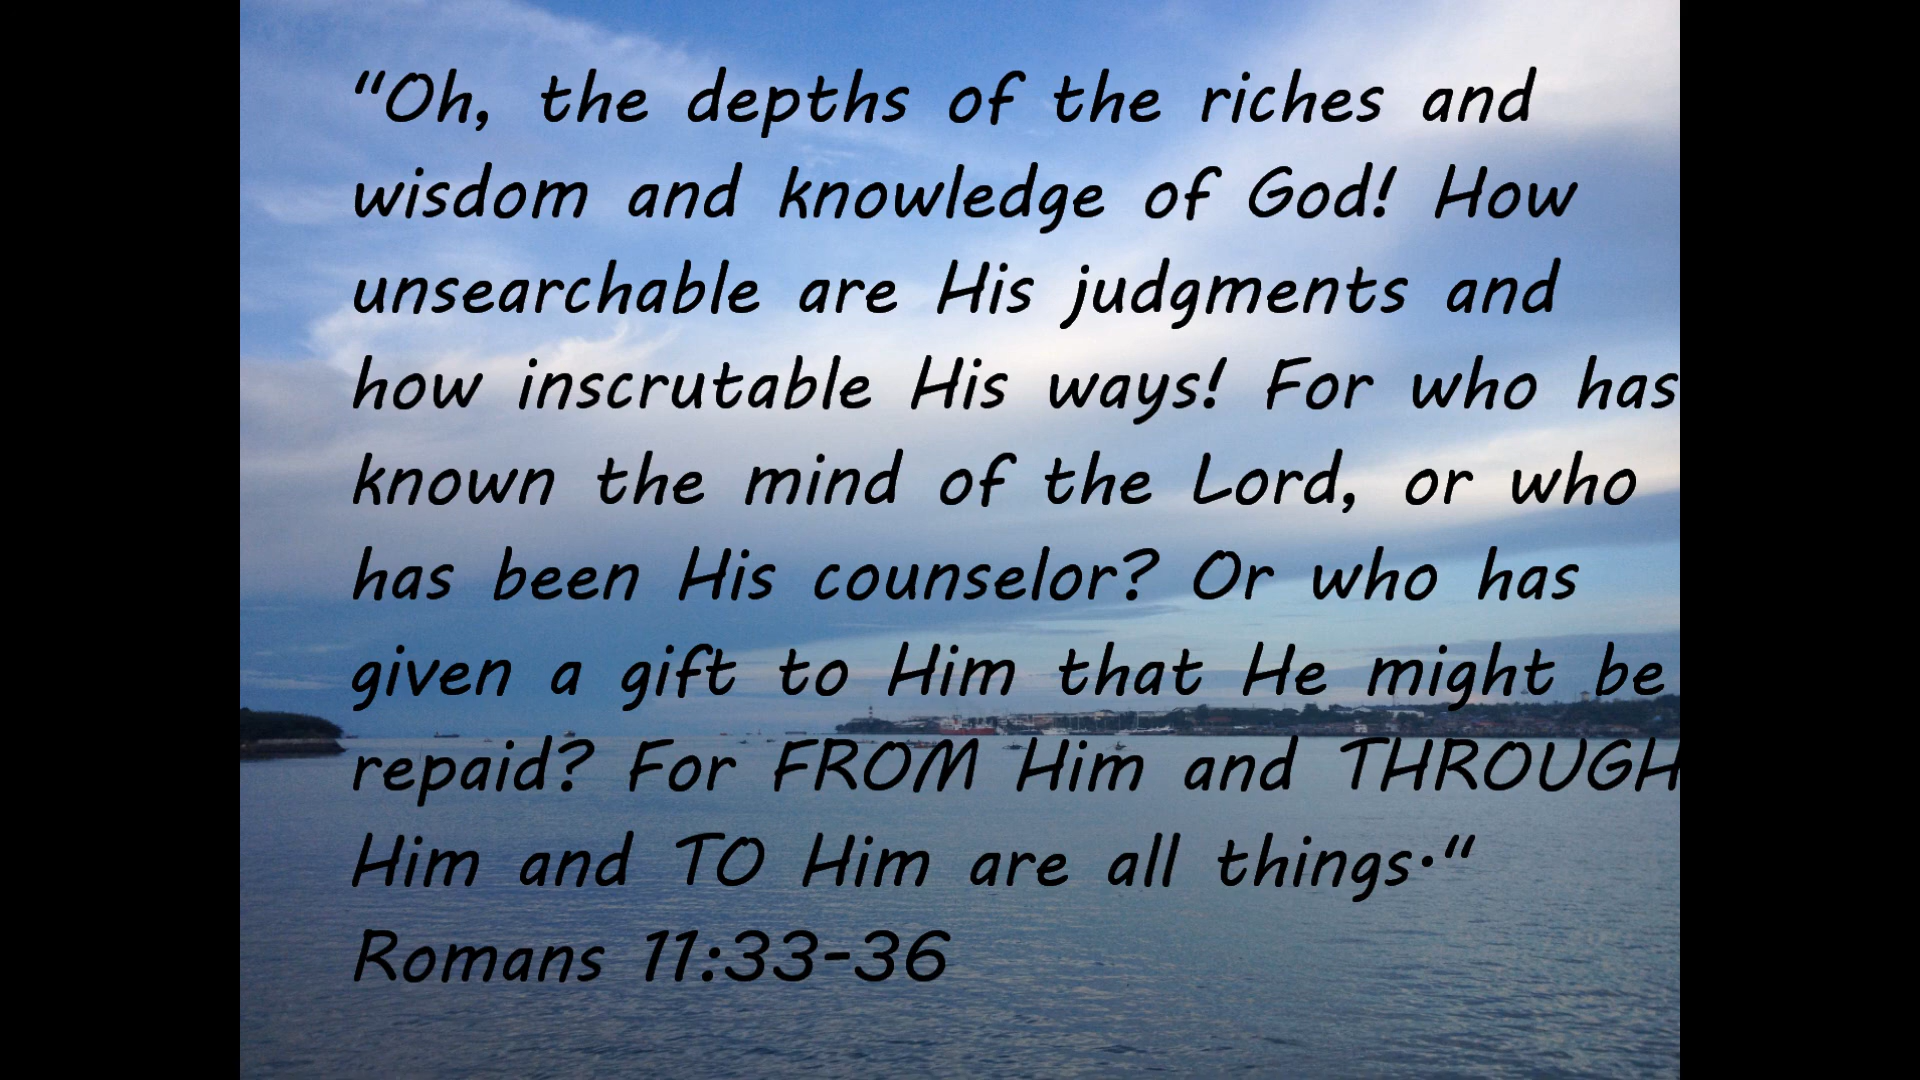 “Oh, the depths of the riches and
wisdom and knowledge of God! How
unsearchable are His judgments and
how inscrutable His ways! For who has
known the mind of the Lord, or who
has been His counselor? Or who has
given a gift to Him that He might be
repaid? For FROM Him and THROUGH
Him and TO Him are all things.“
Romans 11:33-36